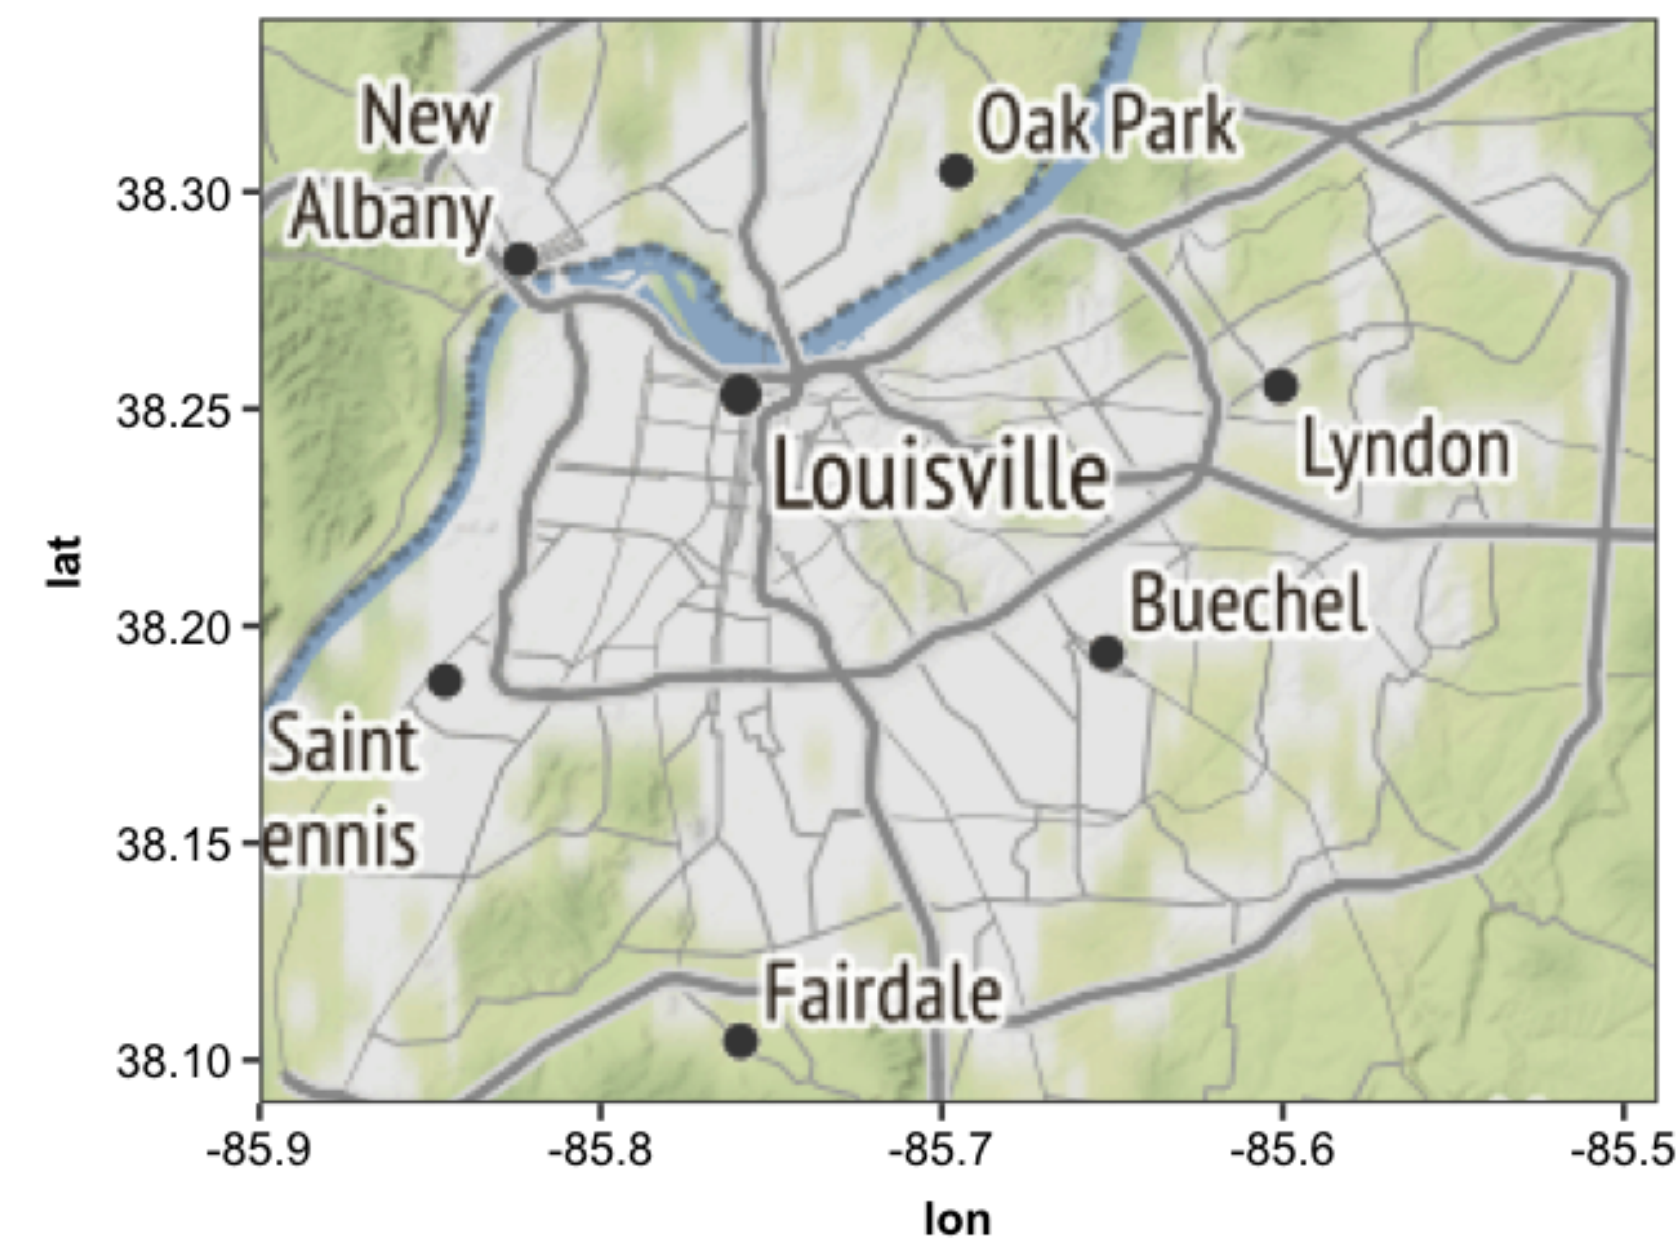 New
Albany
Oak Park
Louisville
Lyndon
Buechel
Saint
ennis
Fairdale
lat
38.30
38.25
38.20
38.15
38.10
-85.9
-85.8
-85.7
-85.6
-85.5
lon